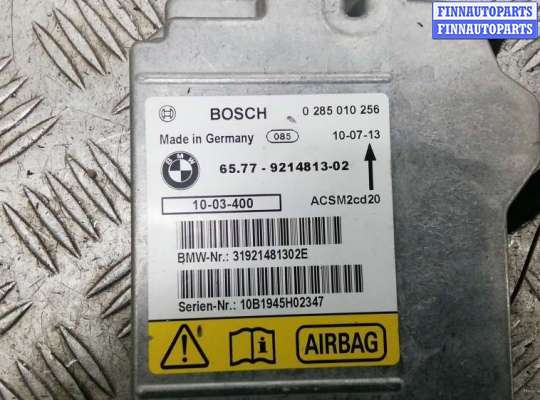 FINNAUTOPARTS
FINNAUTOPARTS
BOSCH 0 285 010 256
Made in Germany 085 10-07-13
BMW 65.77 - 9214813-02
10-03-400 ACSM2cd20
BMW-Nr.: 31921481302E
Serien-Nr.: 10B1945H02347
AIRBAG